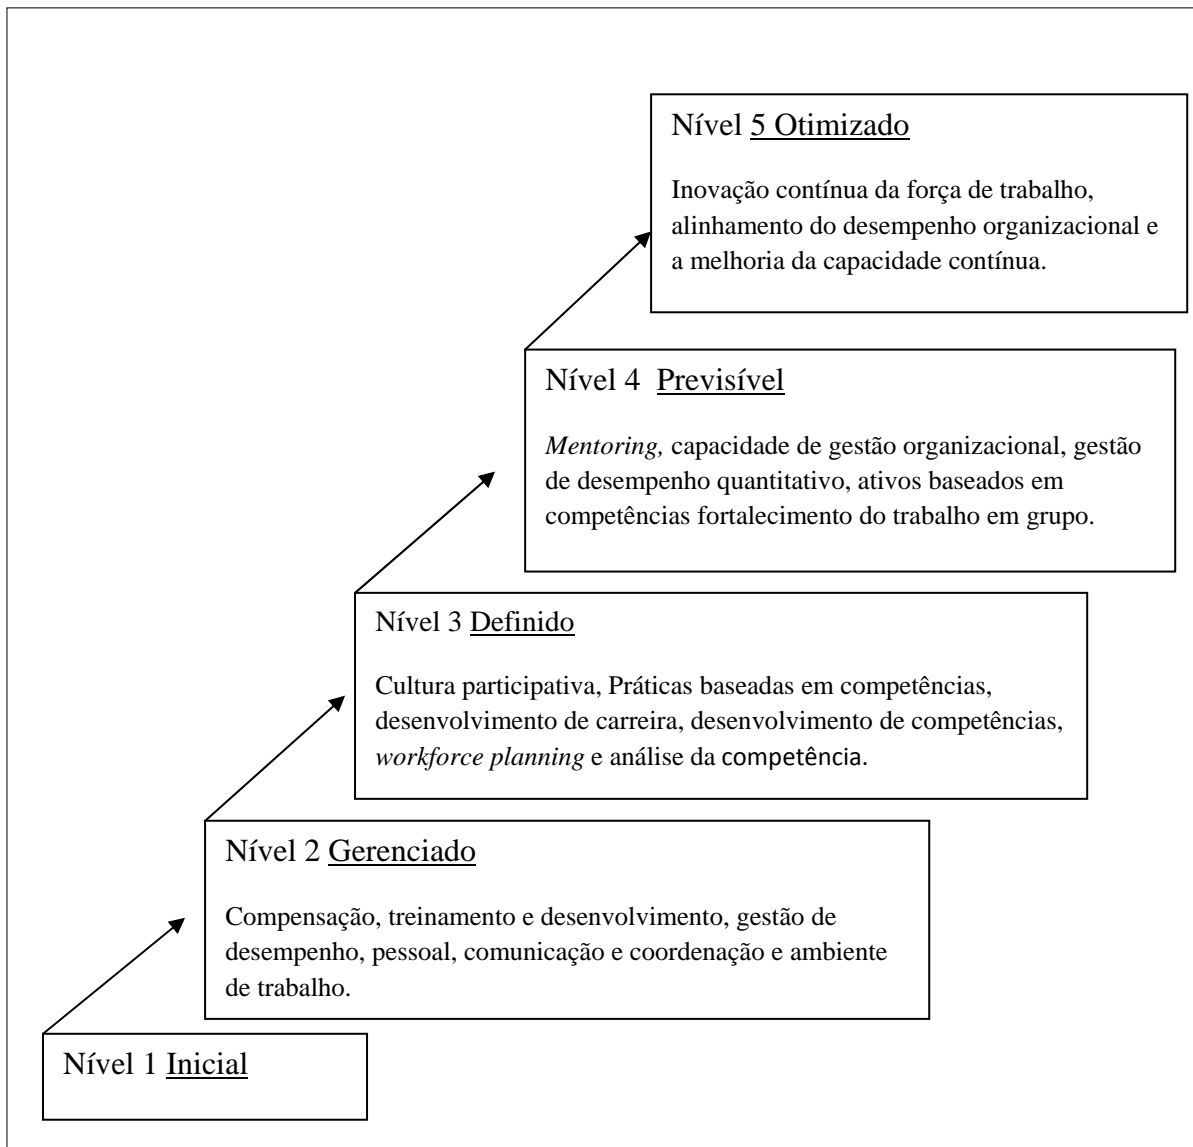 Nível 5 Otimizado
Inovação contínua da força de trabalho,
alinhamento do desempenho organizacional e
a melhoria da capacidade contínua.
Nível 4 Previsível
Mentoring, capacidade de gestão organizacional, gestão
de desempenho quantitativo, ativos baseados em
competências fortalecimento do trabalho em grupo.
Nível 3 Definido
Cultura participativa, Práticas baseadas em competências,
desenvolvimento de carreira, desenvolvimento de competências,
workforce planning e análise da competência.
Nível 2 Gerenciado
Compensação, treinamento e desenvolvimento, gestão de
desempenho, pessoal, comunicação e coordenação e ambiente
de trabalho.
Nível 1 Inicial